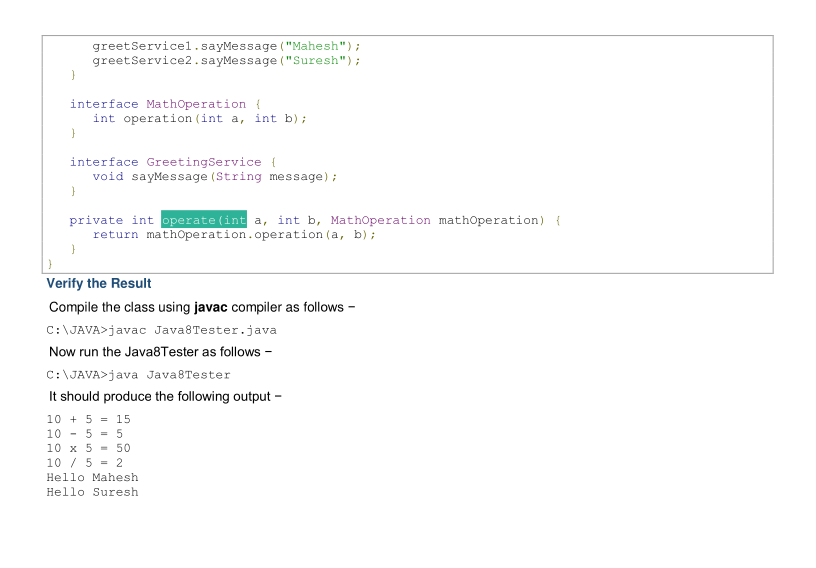 greetService1.sayMessage("Mahesh");
greetService2.sayMessage("Suresh");
}
interface MathOperation {
int operation(int a, int b);
}
interface GreetingService {
void sayMessage(String message);
}
private int operate(int a, int b, MathOperation mathOperation) {
return mathOperation.operation(a, b);
}
}
Verify the Result
Compile the class using javac compiler as follows −
C:\JAVA>javac Java8Tester.java
Now run the Java8Tester as follows −
C:\JAVA>java Java8Tester
It should produce the following output −
10 + 5 = 15
10 - 5 = 5
10 x 5 = 50
10 / 5 = 2
Hello Mahesh
Hello Suresh